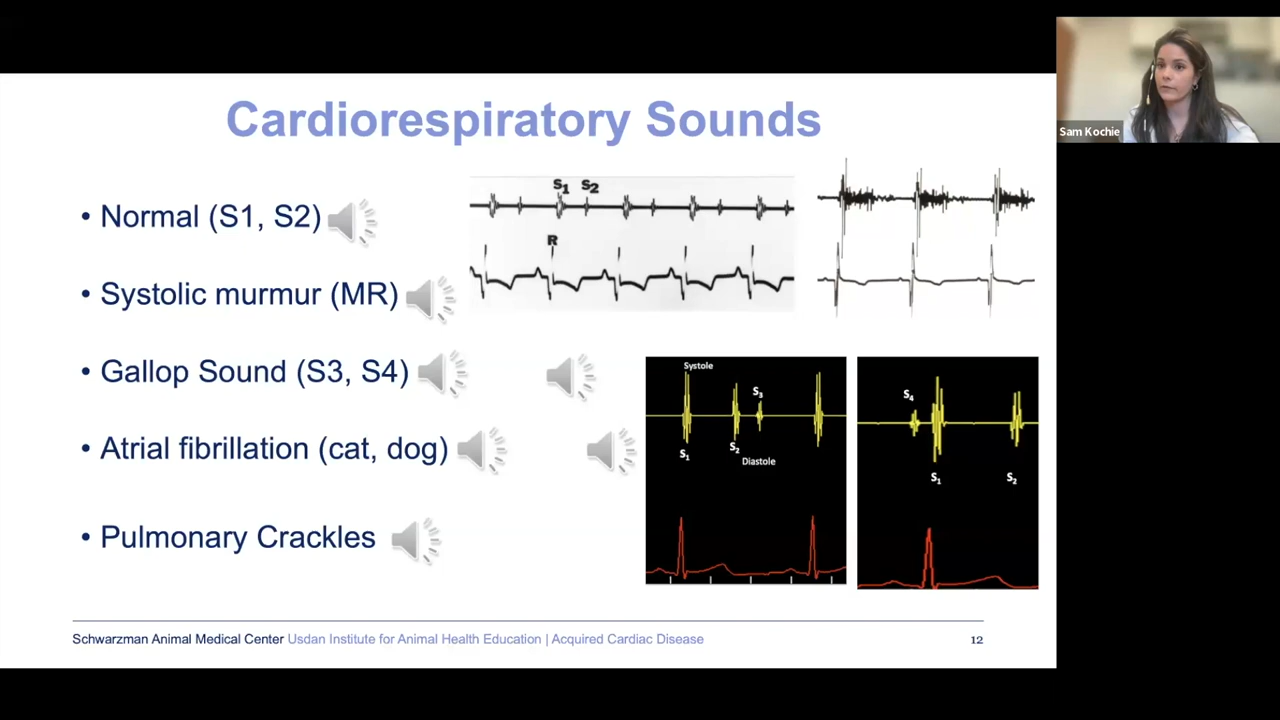 Cardiorespiratory Sounds
Sam Kochie
• Normal (S1, S2)
• Systolic murmur (MR)
• Gallop Sound (S3, S4)
• Atrial fibrillation (cat, dog)
• Pulmonary Crackles
S1 S2
R
Systole
S3
S1
S2
Diastole
S4
S1
S2
Schwarzman Animal Medical Center Usdan Institute for Animal Health Education | Acquired Cardiac Disease
12